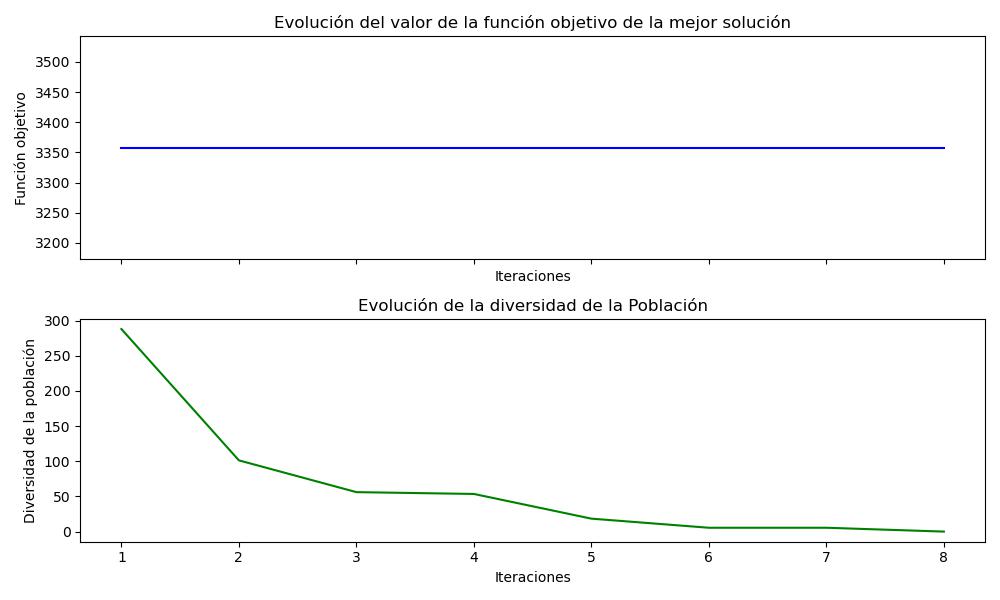 Evolución del valor de la función objetivo de la mejor solución
Función objetivo
3500
3450
3400
3350
3300
3250
3200
Iteraciones
Evolución de la diversidad de la Población
Diversidad de la población
300
250
200
150
100
50
0
1 2 3 4 5 6 7 8
Iteraciones